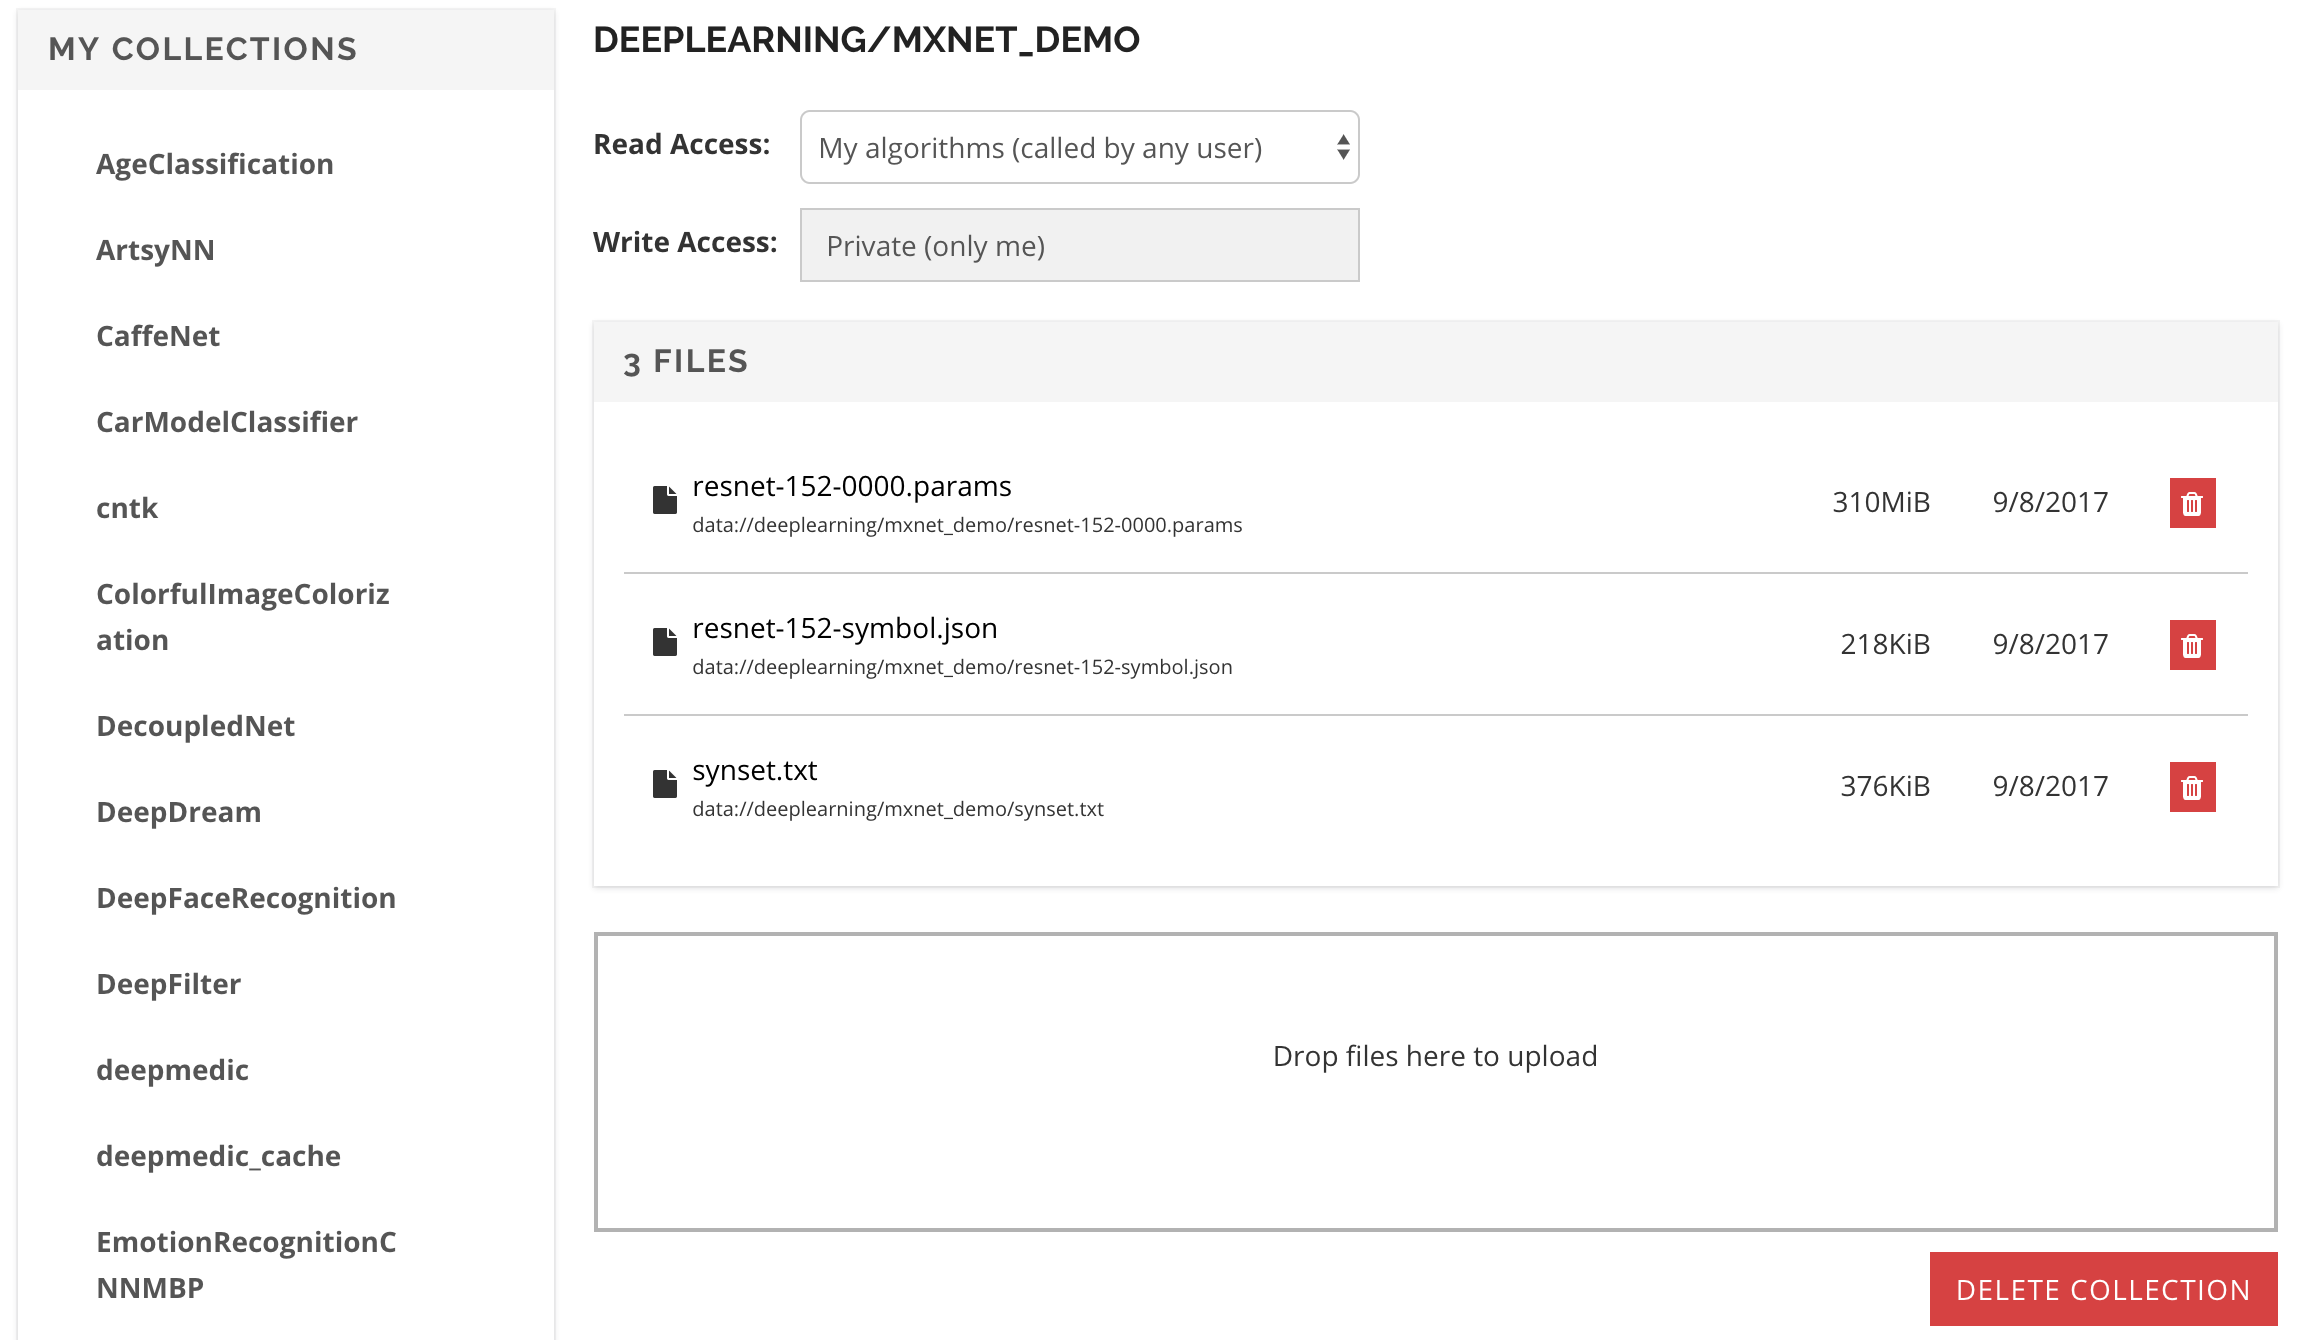 MY COLLECTIONS
AgeClassification
ArtsyNN
CaffeNet
CarModelClassifier
cntk
ColorfulImageColoriz
ation
DecoupledNet
DeepDream
DeepFaceRecognition
DeepFilter
deepmedic
deepmedic_cache
EmotionRecognitionC
NNMBP
DEEPLEARNING/MXNET_DEMO
Read Access: My algorithms (called by any user)
Write Access: Private (only me)
3 FILES
resnet-152-0000.params 310MiB 9/8/2017
data://deeplearning/mxnet_demo/resnet-152-0000.params
resnet-152-symbol.json 218KiB 9/8/2017
data://deeplearning/mxnet_demo/resnet-152-symbol.json
synset.txt 376KiB 9/8/2017
data://deeplearning/mxnet_demo/synset.txt
Drop files here to upload
DELETE COLLECTION